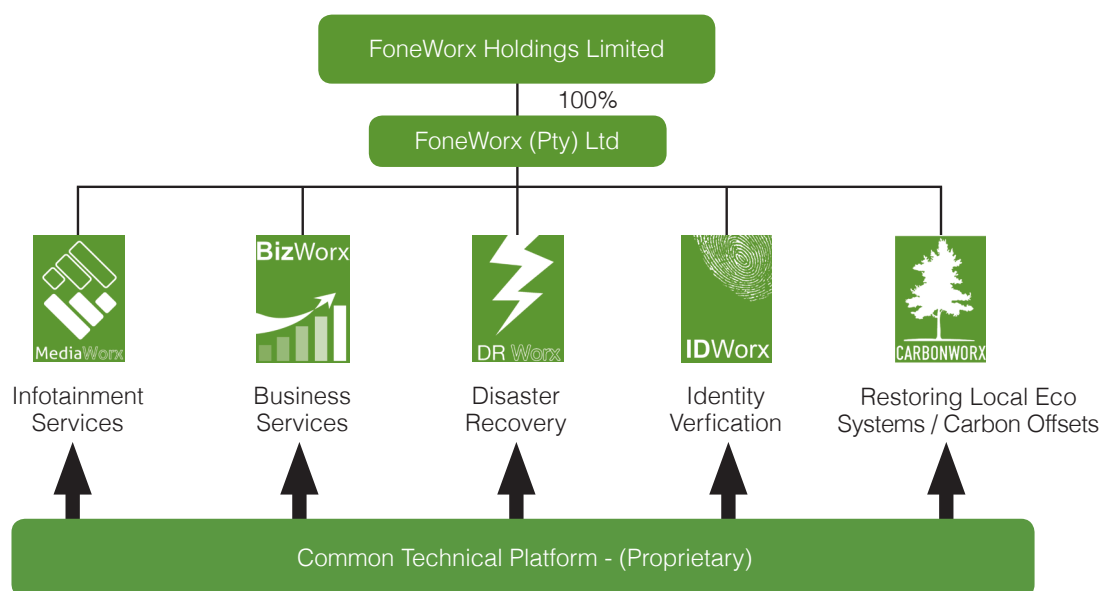 FoneWorx Holdings Limited
100%
FoneWorx (Pty) Ltd
MediaWorx
BizWorx
DR Worx
IDWorx
CARBONWORX
Infotainment
Services
Business
Services
Disaster
Recovery
Identity
Verfication
Restoring Local Eco
Systems / Carbon Offsets
Common Technical Platform - (Proprietary)